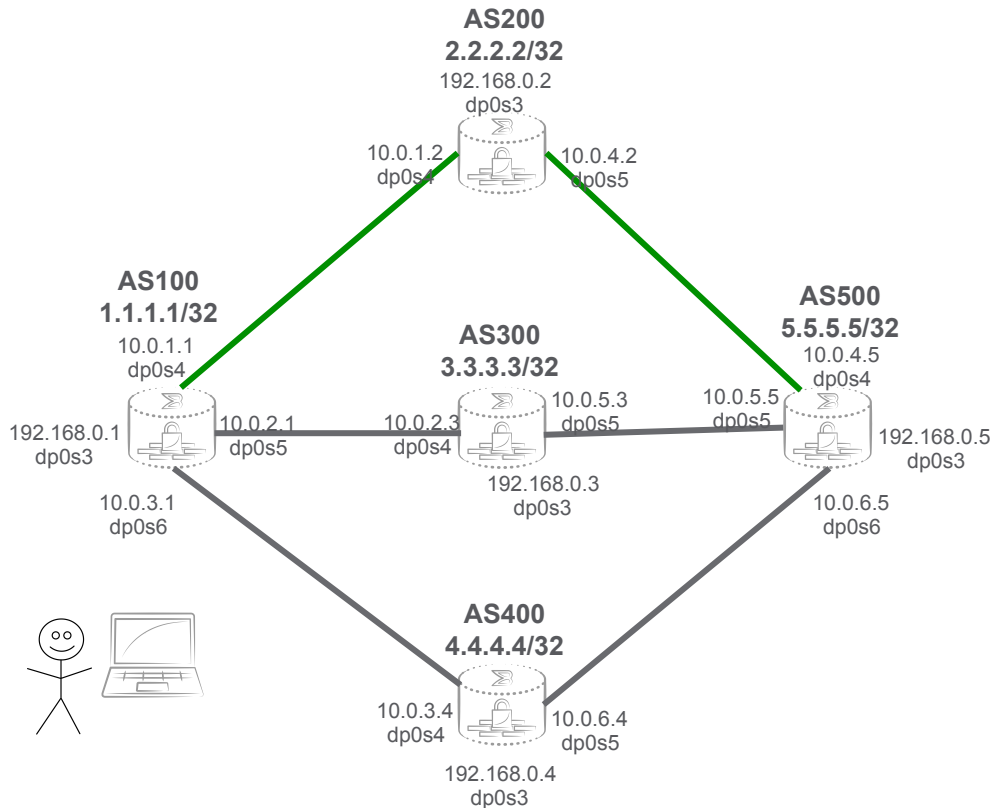 AS200
2.2.2.2/32
192.168.0.2
dp0s3
10.0.1.2
dp0s4
10.0.4.2
dp0s5
AS100
1.1.1.1/32
10.0.1.1
dp0s4
AS300
3.3.3.3/32
AS500
5.5.5.5/32
10.0.4.5
dp0s4
192.168.0.1
dp0s3
10.0.2.1
dp0s5
10.0.2.3
dp0s4
10.0.5.3
dp0s5
10.0.5.5
dp0s5
192.168.0.5
dp0s3
10.0.3.1
dp0s6
192.168.0.3
dp0s3
10.0.6.5
dp0s6
AS400
4.4.4.4/32
10.0.3.4
dp0s4
10.0.6.4
dp0s5
192.168.0.4
dp0s3